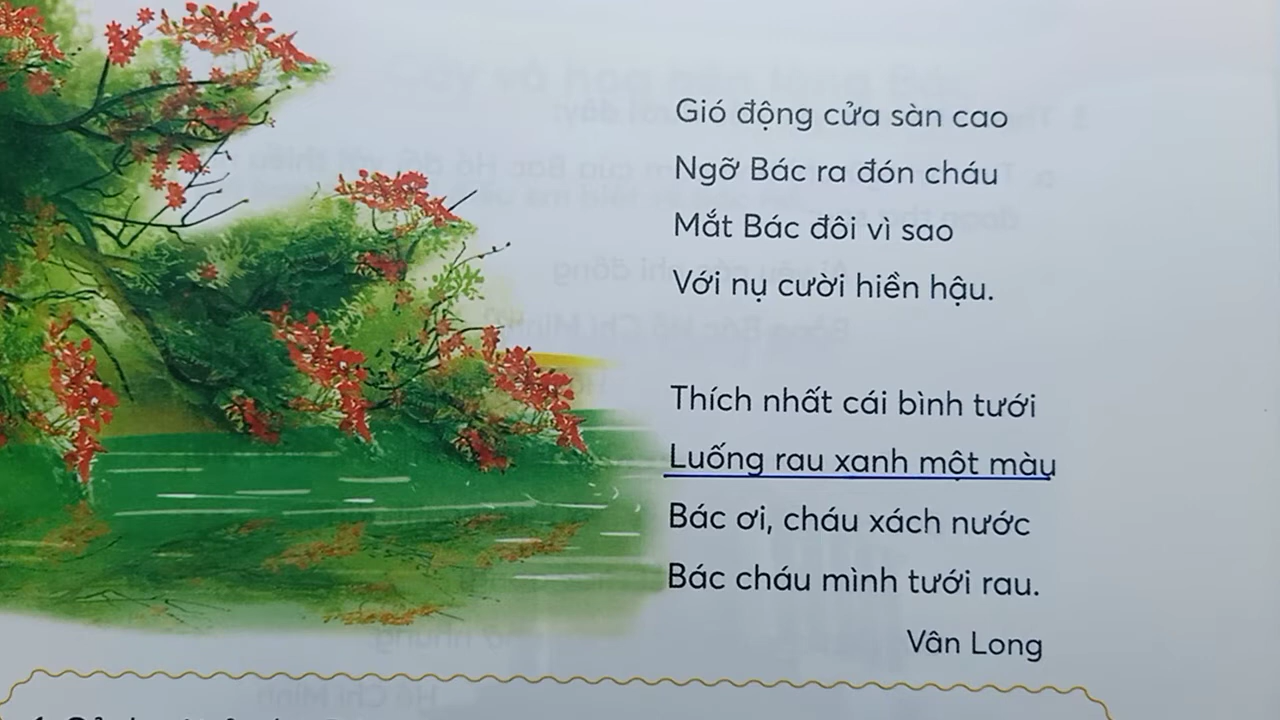 Gió động cửa sàn cao
Ngỡ Bác ra đón cháu
Mắt Bác đôi vì sao
Với nụ cười hiền hậu.
Thích nhất cái bình tưới
Luống rau xanh một màu
Bác ơi, cháu xách nước
Bác cháu mình tưới rau.
Vân Long